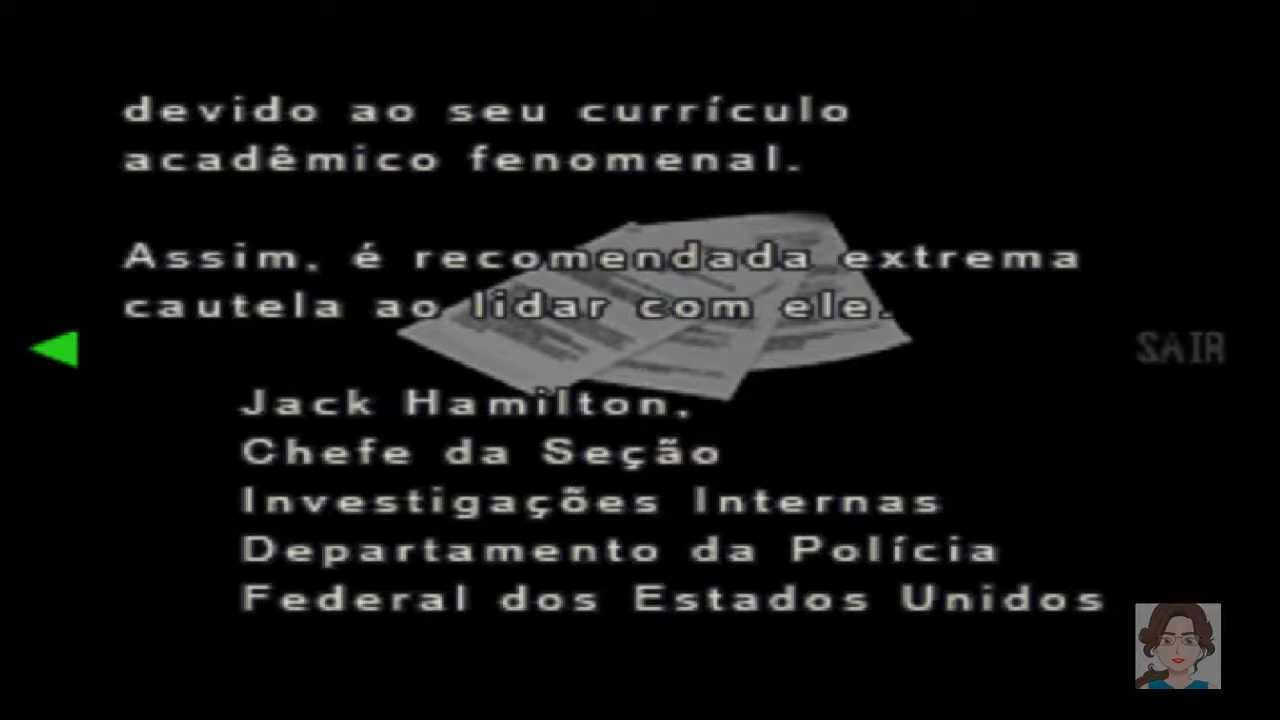 devido ao seu currículo
acadêmico fenomenal.
Assim, é recomendada extrema
cautela ao lidar com ele.
SAIR
Jack Hamilton,
Chefe da Seção
Investigações Internas
Departamento da Polícia
Federal dos Estados Unidos